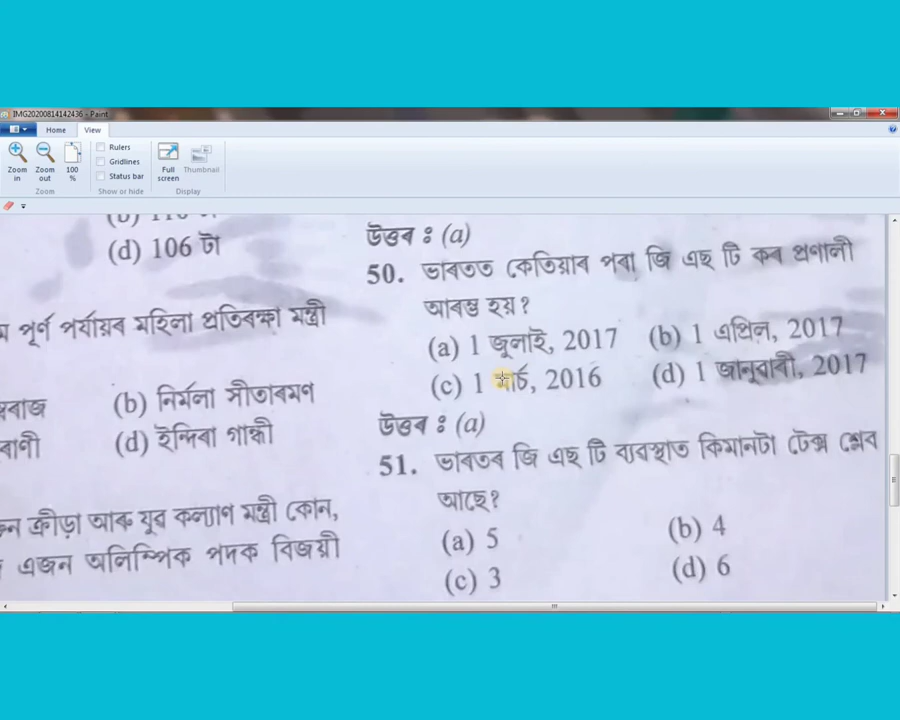 IMG20200814142436 - Paint
Home View
Zoom in
Zoom out
100 %
Zoom
Rulers
Gridlines
Status bar
Show or hide
Full screen
Thumbnail
Display
(d) 106 টা
পূৰ্ণ পৰ্যায়ৰ মহিলা প্ৰতিৰক্ষা মন্ত্ৰী
(b) নিৰ্মলা সীতাৰমণ
(d) ইন্দিৰা গান্ধী
ক্ৰীড়া আৰু যুৱ কল্যাণ মন্ত্ৰী কোন,
এজন অলিম্পিক পদক বিজয়ী
উত্তৰ : (a)
50. ভাৰতত কেতিয়াৰ পৰা জি এছ টি কৰ প্ৰণালী
আৰম্ভ হয়?
(a) 1 জুলাই, 2017 (b) 1 এপ্ৰিল, 2017
(c) 1 মাৰ্চ, 2016 (d) 1 জানুৱাৰী, 2017
উত্তৰ : (a)
51. ভাৰতৰ জি এছ টি ব্যৱস্থাত কিমানটা টেক্স শ্লেব
আছে?
(a) 5 (b) 4
(c) 3 (d) 6